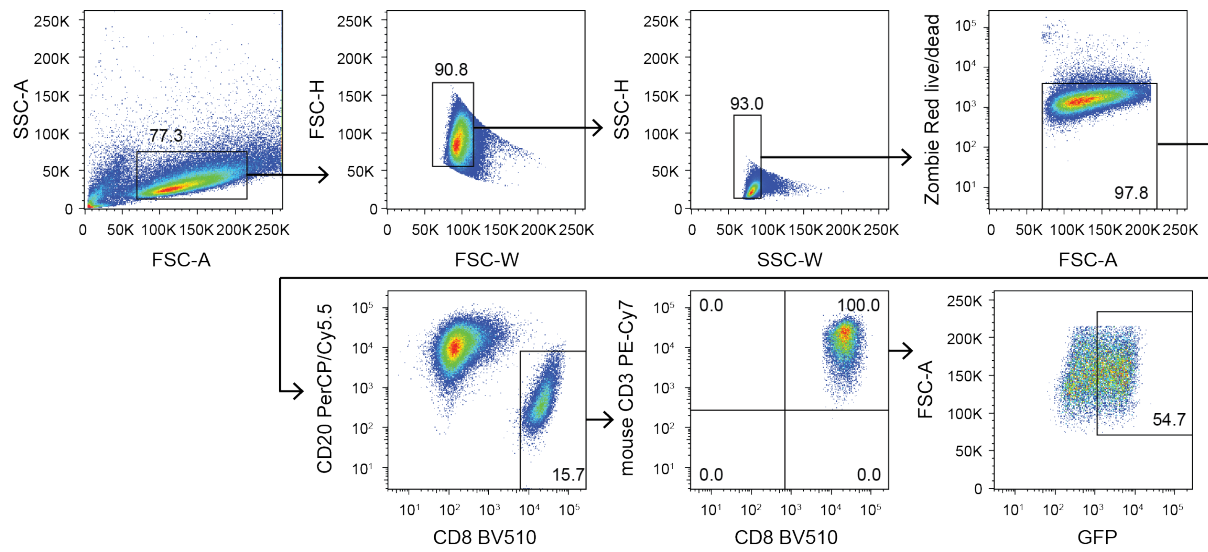 250K
200K
150K
100K
50K
0
SSC-A
77.3
0 50K 100K 150K 200K 250K
FSC-A
250K
200K
150K
100K
50K
0
FSC-H
90.8
0 50K 100K 150K 200K 250K
FSC-W
250K
200K
150K
100K
50K
0
SSC-H
93.0
0 50K 100K 150K 200K 250K
SSC-W
10⁵
10⁴
10³
10²
10¹
Zombie Red live/dead
97.8
0 50K 100K 150K 200K 250K
FSC-A
10⁵
10⁴
10³
10²
10¹
CD20 PerCP/Cy5.5
15.7
10¹ 10² 10³ 10⁴ 10⁵
CD8 BV510
10⁵
10⁴
10³
10²
10¹
mouse CD3 PE-Cy7
0.0 100.0
0.0 0.0
10¹ 10² 10³ 10⁴ 10⁵
CD8 BV510
250K
200K
150K
100K
50K
0
FSC-A
54.7
10¹ 10² 10³ 10⁴ 10⁵
GFP